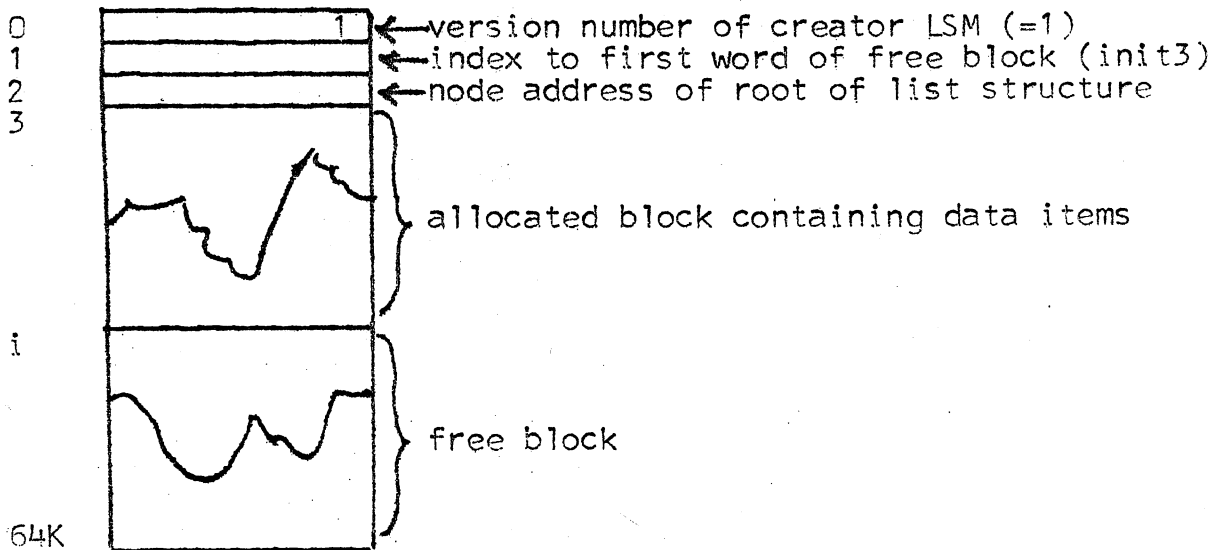 0 1 version number of creator LSM (=1)
1 index to first word of free block (init3)
2 node address of root of list structure
3
allocated block containing data items
i
free block
64K